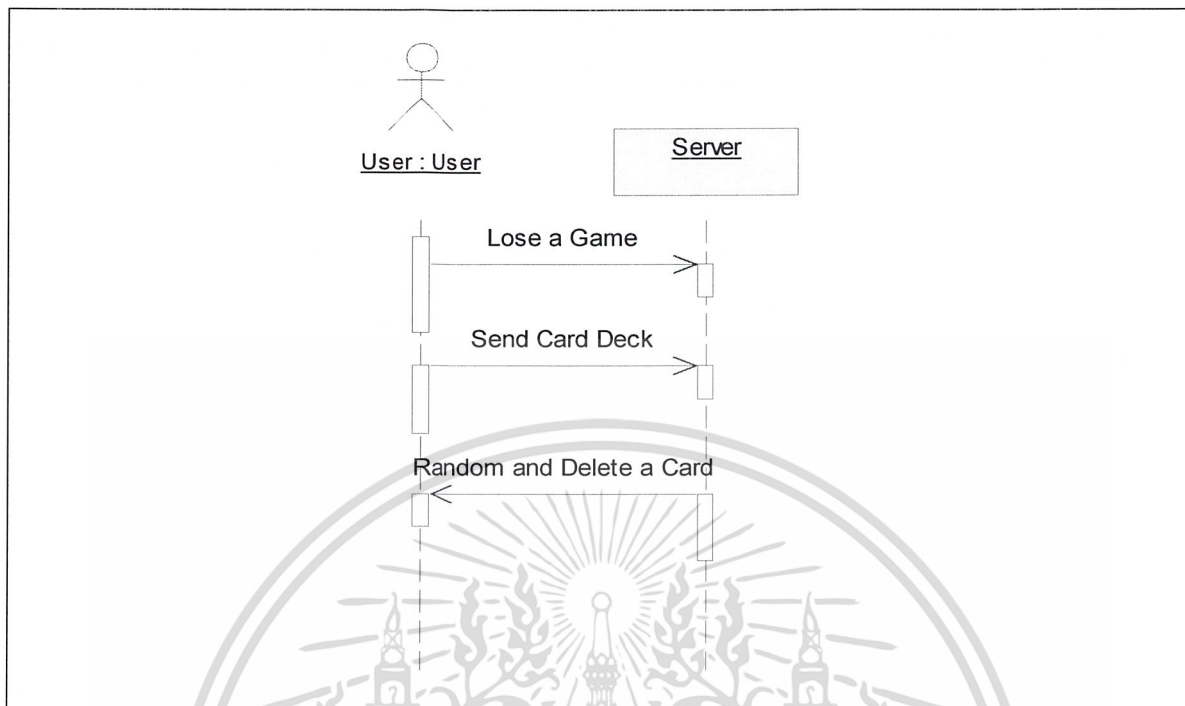 User : User
Server
Lose a Game
Send Card Deck
Random and Delete a Card